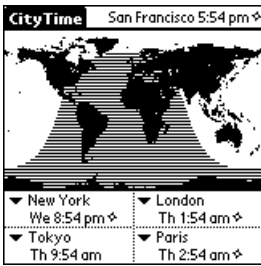 CityTime San Francisco 5:54 pm
New York
We 8:54 pm
London
Th 1:54 am
Tokyo
Th 9:54 am
Paris
Th 2:54 am